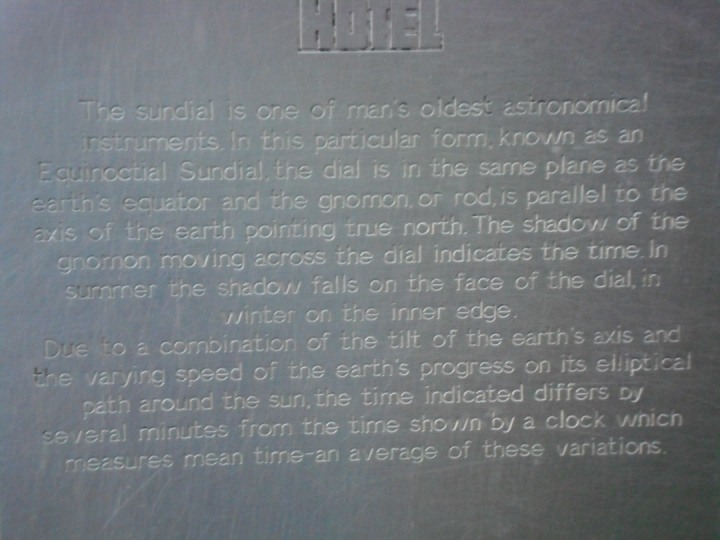 HOTEL
The sundial is one of man's oldest astronomical
instruments. In this particular form, known as an
Equinoctial Sundial, the dial is in the same plane as the
earth's equator and the gnomon, or rod, is parallel to the
axis of the earth pointing true north. The shadow of the
gnomon moving across the dial indicates the time. In
summer the shadow falls on the face of the dial, in
winter on the inner edge.
Due to a combination of the tilt of the earth's axis and
the varying speed of the earth's progress on its elliptical
path around the sun, the time indicated differs by
several minutes from the time shown by a clock which
measures mean time-an average of these variations.